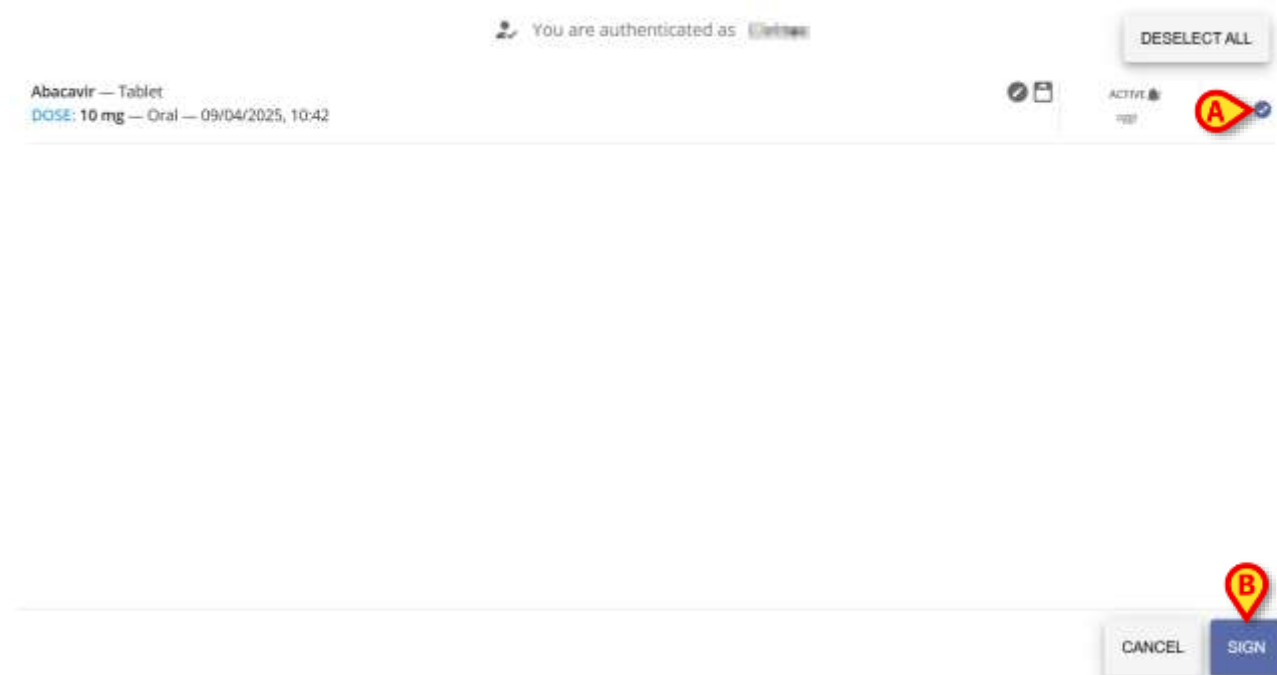 You are authenticated as
DESELECT ALL
Abacavir — Tablet
DOSE: 10 mg — Oral — 09/04/2025, 10:42
ACTIVE
A
B
CANCEL
SIGN